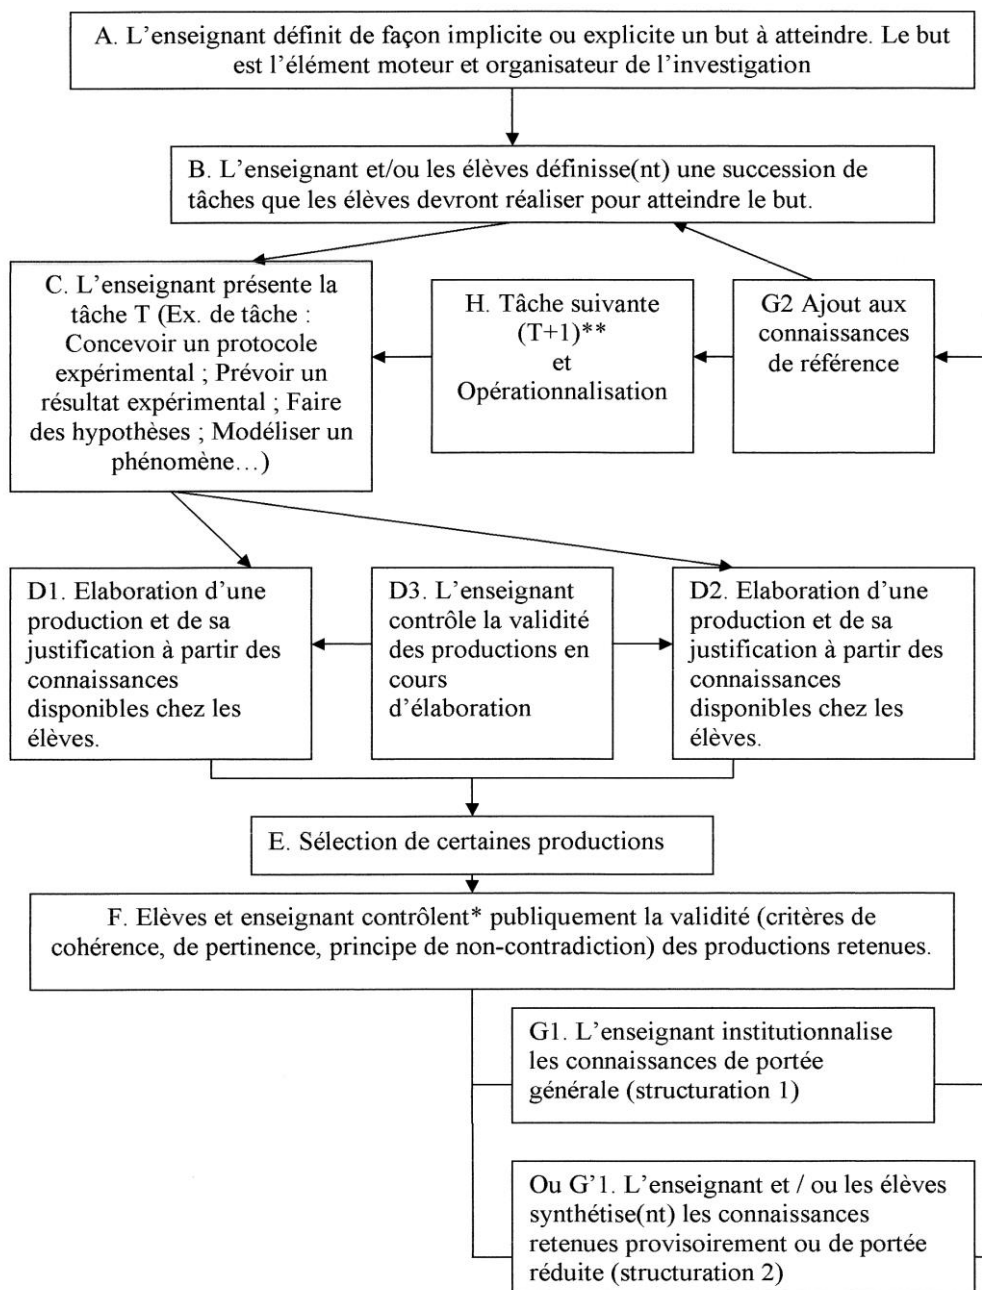 A. L'enseignant définit de façon implicite ou explicite un but à atteindre. Le but
est l'élément moteur et organisateur de l'investigation
B. L'enseignant et/ou les élèves définisse(nt) une succession de
tâches que les élèves devront réaliser pour atteindre le but.
C. L'enseignant présente la
tâche T (Ex. de tâche :
Concevoir un protocole
expérimental ; Prévoir un
résultat expérimental ; Faire
des hypothèses ; Modéliser un
phénomène…)
H. Tâche suivante
(T+1)**
et
Opérationnalisation
G2 Ajout aux
connaissances
de référence
D1. Elaboration d'une
production et de sa
justification à partir des
connaissances
disponibles chez les
élèves.
D3. L'enseignant
contrôle la validité
des productions en
cours
d'élaboration
D2. Elaboration d'une
production et de sa
justification à partir des
connaissances
disponibles chez les
élèves.
E. Sélection de certaines productions
F. Elèves et enseignant contrôlent* publiquement la validité (critères de
cohérence, de pertinence, principe de non-contradiction) des productions retenues.
G1. L'enseignant institutionnalise
les connaissances de portée
générale (structuration 1)
Ou G'1. L'enseignant et / ou les élèves
synthétise(nt) les connaissances
retenues provisoirement ou de portée
réduite (structuration 2)